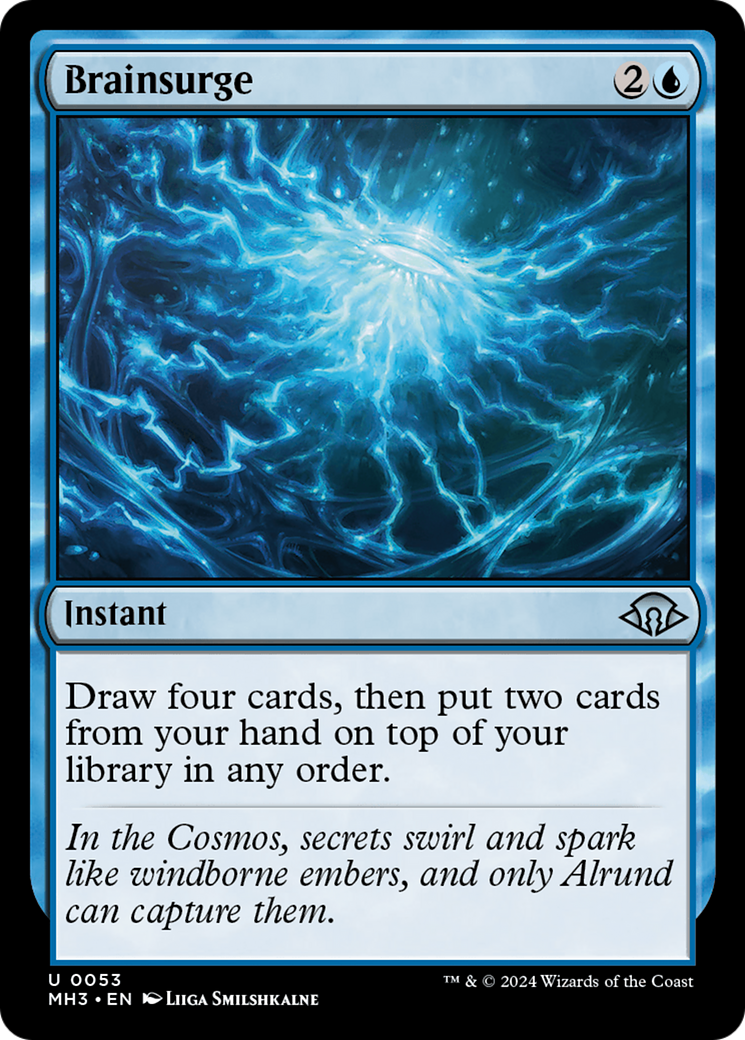 Brainsurge 2
Instant
Draw four cards, then put two cards
from your hand on top of your
library in any order.
In the Cosmos, secrets swirl and spark
like windborne embers, and only Alrund
can capture them.
U 0053
MH3 • EN Liiga Smilshkalne
™ & © 2024 Wizards of the Coast